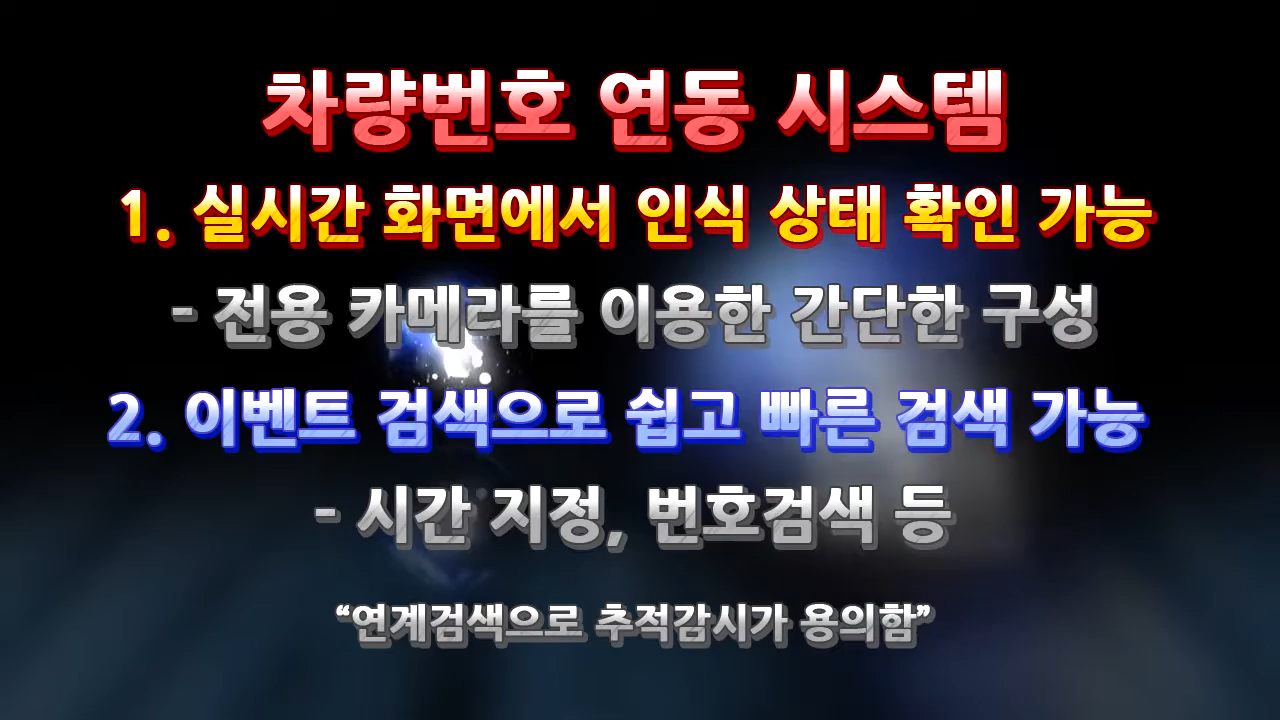 차량번호 연동 시스템
1. 실시간 화면에서 인식 상태 확인 가능
- 전용 카메라를 이용한 간단한 구성
2. 이벤트 검색으로 쉽고 빠른 검색 가능
- 시간 지정, 번호검색 등
“연계검색으로 추적감시가 용의함”